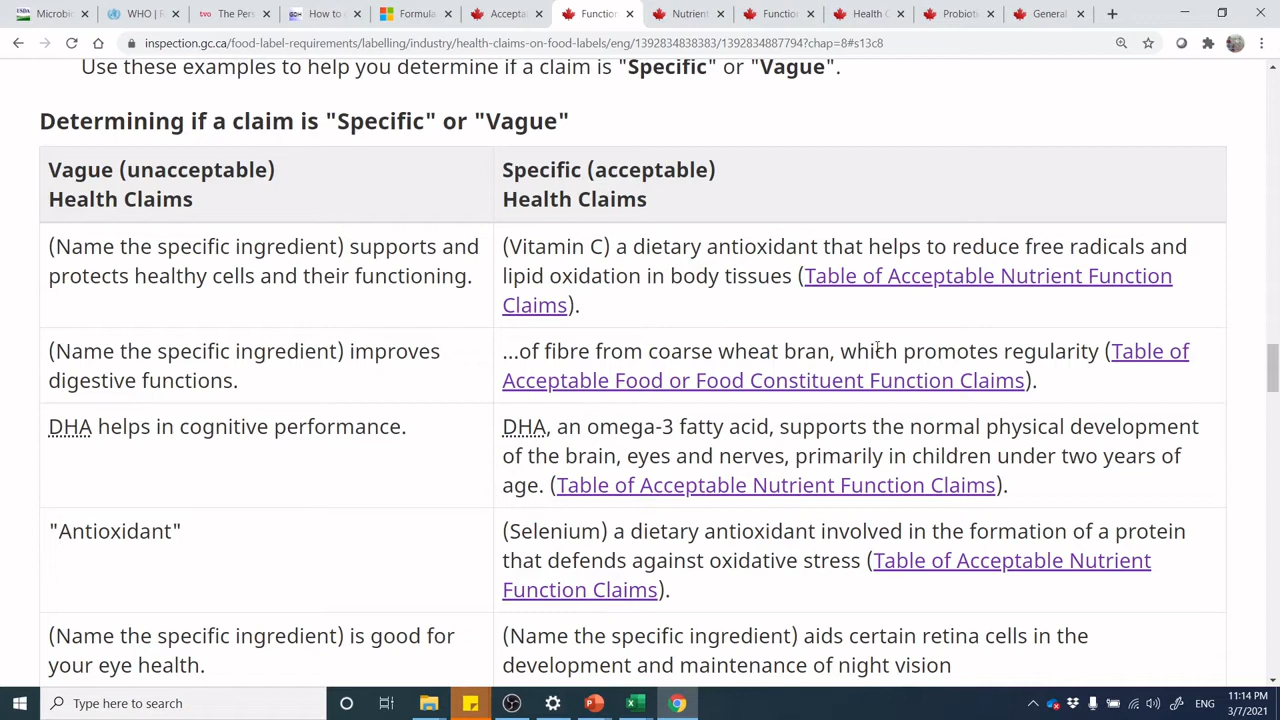 Microbi
WHO | R
tvo The Pers
How to
Formula
Accepta
Function
Nutrient
Function
Health C
Probioti
General
inspection.gc.ca/food-label-requirements/labelling/industry/health-claims-on-food-labels/eng/1392834838383/1392834887794?chap=8#s13c8
Use these examples to help you determine if a claim is "Specific" or "Vague".
Determining if a claim is "Specific" or "Vague"
Vague (unacceptable)
Health Claims
Specific (acceptable)
Health Claims
(Name the specific ingredient) supports and
protects healthy cells and their functioning.
(Vitamin C) a dietary antioxidant that helps to reduce free radicals and
lipid oxidation in body tissues (Table of Acceptable Nutrient Function
Claims).
(Name the specific ingredient) improves
digestive functions.
...of fibre from coarse wheat bran, which promotes regularity (Table of
Acceptable Food or Food Constituent Function Claims).
DHA helps in cognitive performance.
DHA, an omega-3 fatty acid, supports the normal physical development
of the brain, eyes and nerves, primarily in children under two years of
age. (Table of Acceptable Nutrient Function Claims).
"Antioxidant"
(Selenium) a dietary antioxidant involved in the formation of a protein
that defends against oxidative stress (Table of Acceptable Nutrient
Function Claims).
(Name the specific ingredient) is good for
your eye health.
(Name the specific ingredient) aids certain retina cells in the
development and maintenance of night vision
Type here to search
ENG
11:14 PM
3/7/2021